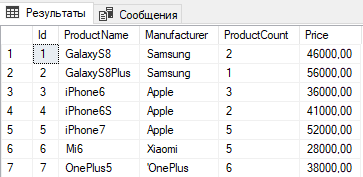 Результаты Сообщения
Id ProductName Manufacturer ProductCount Price
1 1 GalaxyS8 Samsung 2 46000,00
2 2 GalaxyS8Plus Samsung 1 56000,00
3 3 iPhone6 Apple 3 36000,00
4 4 iPhone6S Apple 2 41000,00
5 5 iPhone7 Apple 5 52000,00
6 6 Mi6 Xiaomi 5 28000,00
7 7 OnePlus5 'OnePlus 6 38000,00